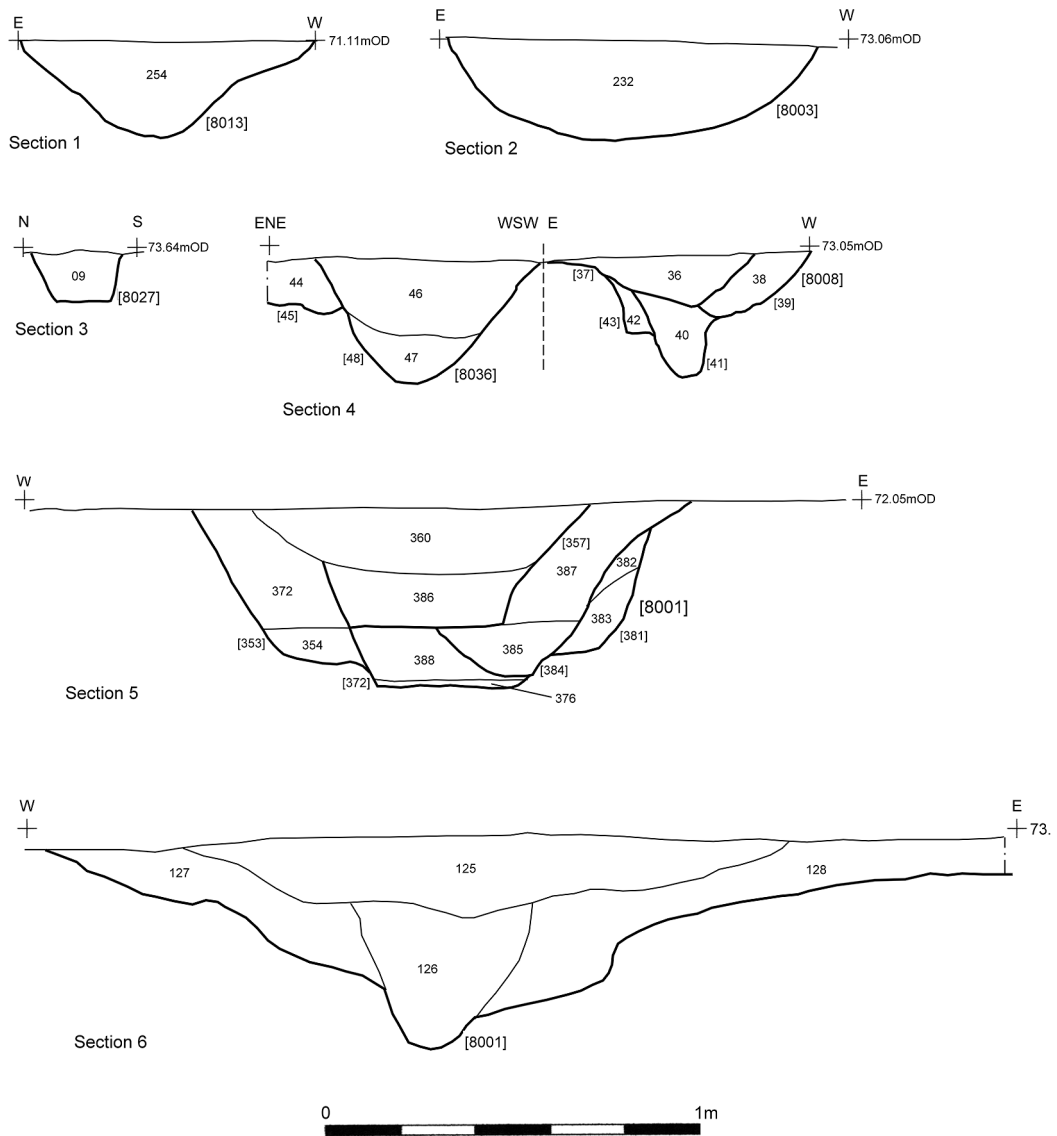 E W 71.11mOD
254
[8013]
Section 1
E W 73.06mOD
232
[8003]
Section 2
N S 73.64mOD
09
[8027]
Section 3
ENE WSW E W 73.05mOD
44 46 [37] 36 38 [8008]
[45] [43] 42 40 [39]
[48] 47 [8036] [41]
Section 4
W E 72.05mOD
360
[357]
372 386 387 382
383 [8001]
[353] 354 388 385 [381]
[372] [384]
376
Section 5
W E 73.
127 125 128
126
[8001]
Section 6
0 1m